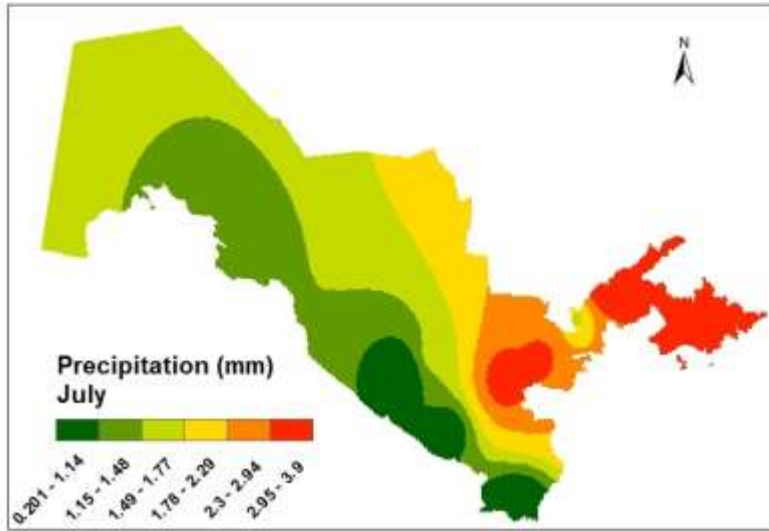 N
Precipitation (mm)
July
0.201 - 1.14
1.15 - 1.48
1.49 - 1.77
1.78 - 2.29
2.3 - 2.94
2.95 - 3.9